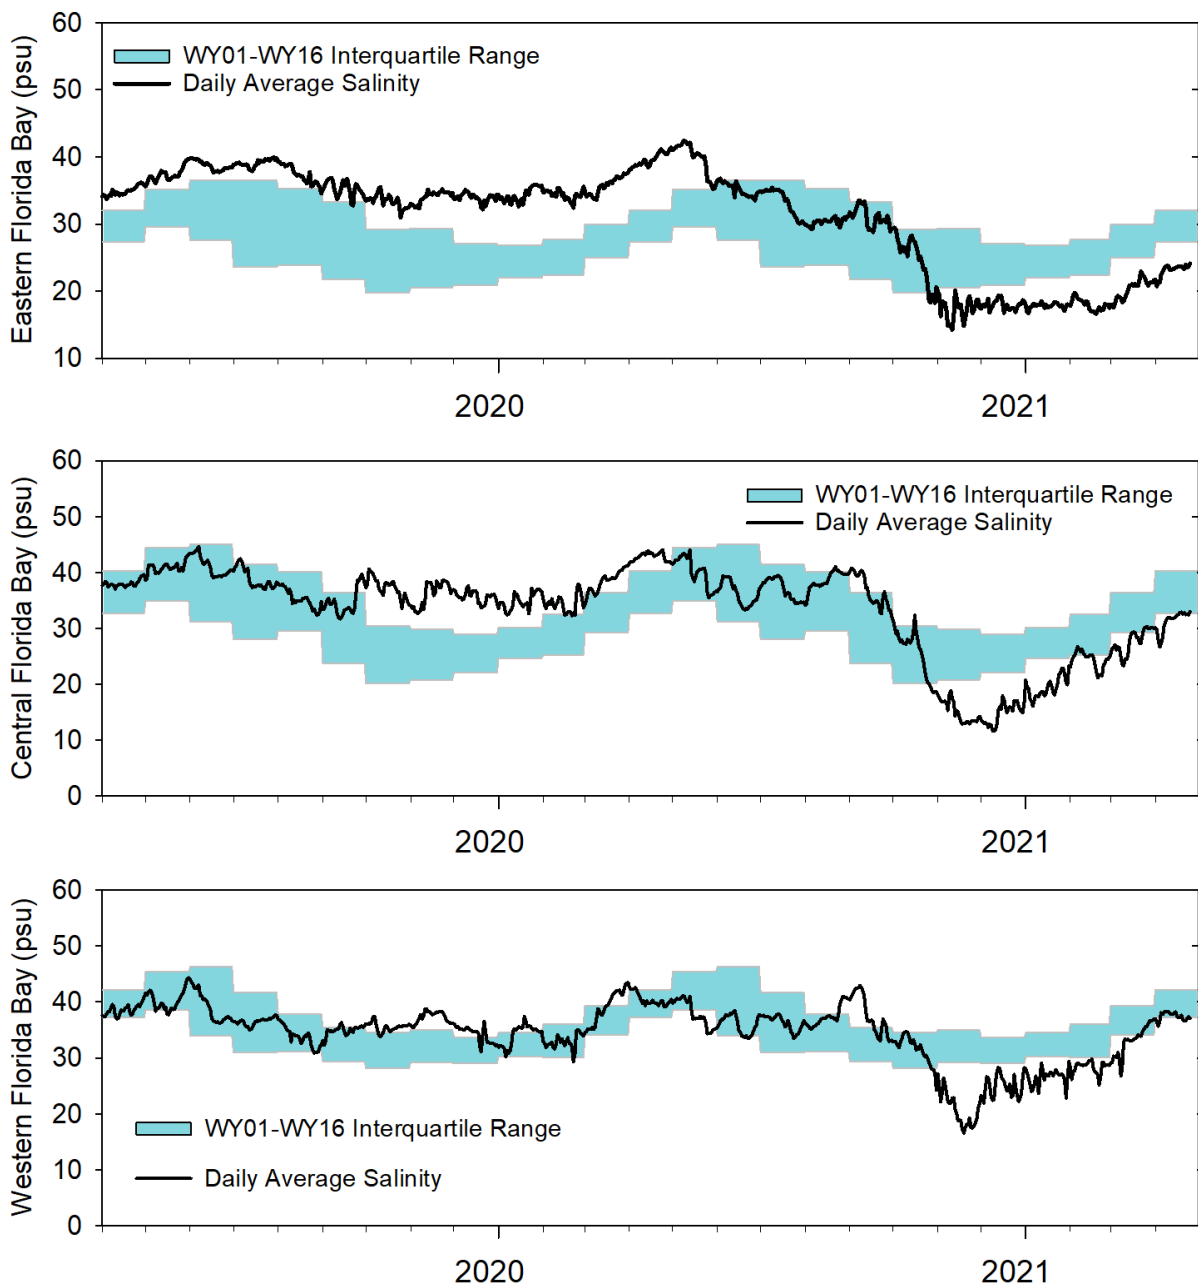 Eastern Florida Bay (psu)
60
50
40
30
20
10
WY01-WY16 Interquartile Range
Daily Average Salinity
2020
2021
Central Florida Bay (psu)
60
50
40
30
20
10
0
WY01-WY16 Interquartile Range
Daily Average Salinity
2020
2021
Western Florida Bay (psu)
60
50
40
30
20
10
0
WY01-WY16 Interquartile Range
Daily Average Salinity
2020
2021